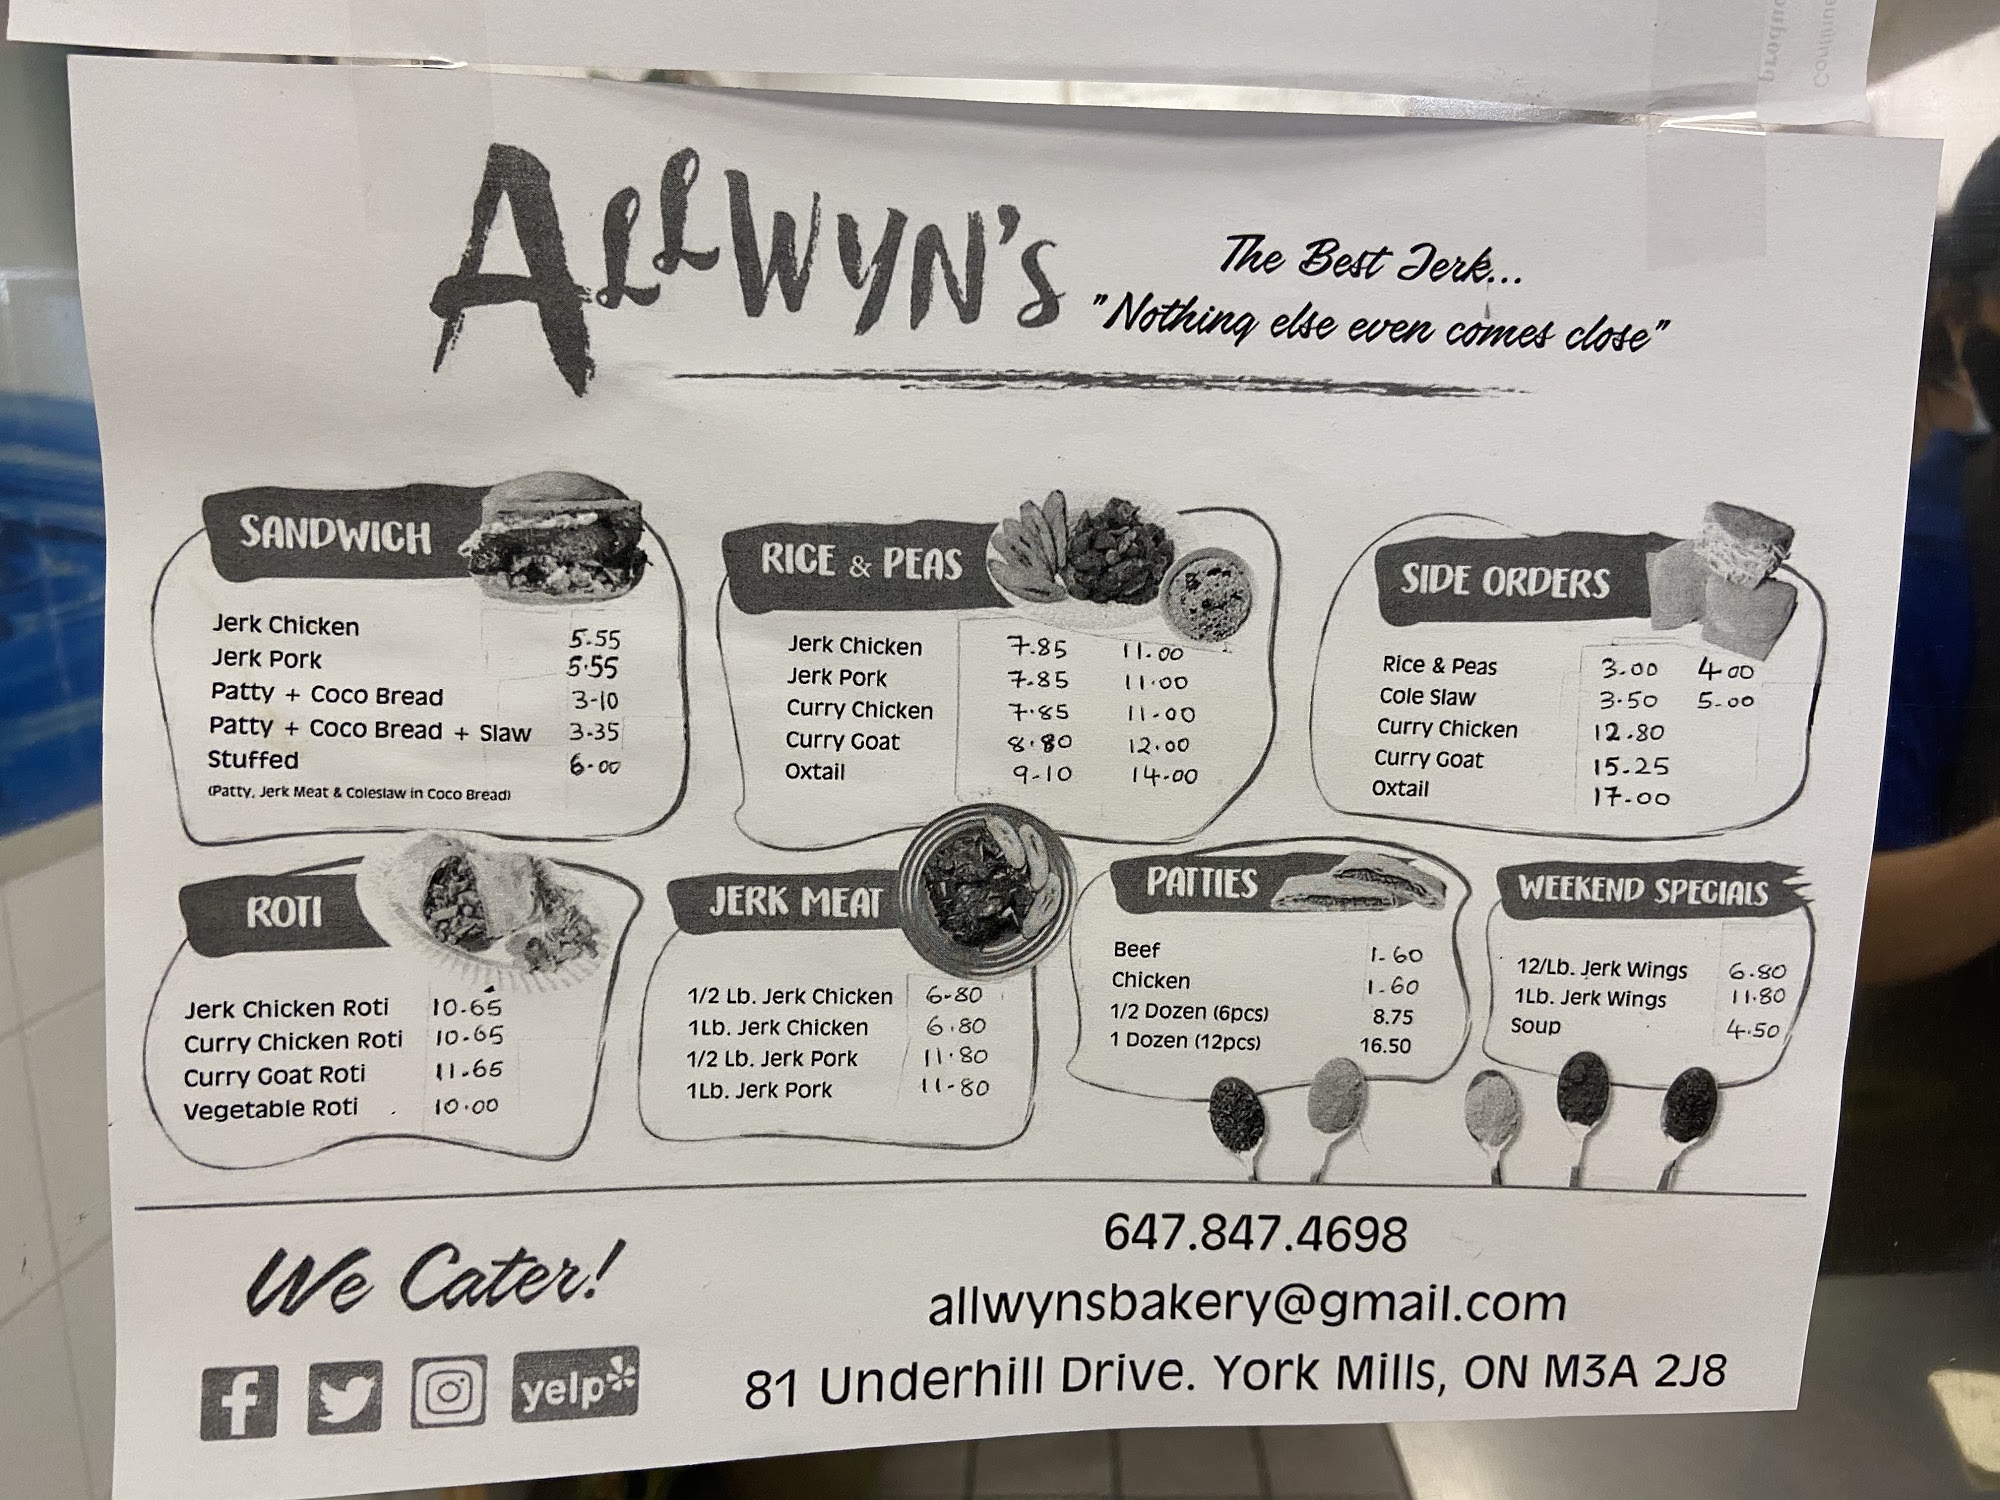 produc
Confirme
ALLWYN'S
The Best Jerk...
"Nothing else even comes close"
SANDWICH
Jerk Chicken 5.55
Jerk Pork 5.55
Patty + Coco Bread 3-10
Patty + Coco Bread + Slaw 3.35
Stuffed 6.00
(Patty, Jerk Meat & Coleslaw in Coco Bread)
RICE & PEAS
Jerk Chicken 7.85 11.00
Jerk Pork 7.85 11.00
Curry Chicken 7.85 11.00
Curry Goat 8.80 12.00
Oxtail 9-10 14.00
SIDE ORDERS
Rice & Peas 3.00 4.00
Cole Slaw 3.50 5.00
Curry Chicken 12.80
Curry Goat 15.25
Oxtail 17.00
ROTI
Jerk Chicken Roti 10.65
Curry Chicken Roti 10.65
Curry Goat Roti 11.65
Vegetable Roti 10.00
JERK MEAT
1/2 Lb. Jerk Chicken 6.80
1Lb. Jerk Chicken 6.80
1/2 Lb. Jerk Pork 11.80
1Lb. Jerk Pork 11-80
PATTIES
Beef 1.60
Chicken 1.60
1/2 Dozen (6pcs) 8.75
1 Dozen (12pcs) 16.50
WEEKEND SPECIALS
12/Lb. Jerk Wings 6.80
1Lb. Jerk Wings 11.80
Soup 4.50
We Cater!
yelp
647.847.4698
allwynsbakery@gmail.com
81 Underhill Drive. York Mills, ON M3A 2J8